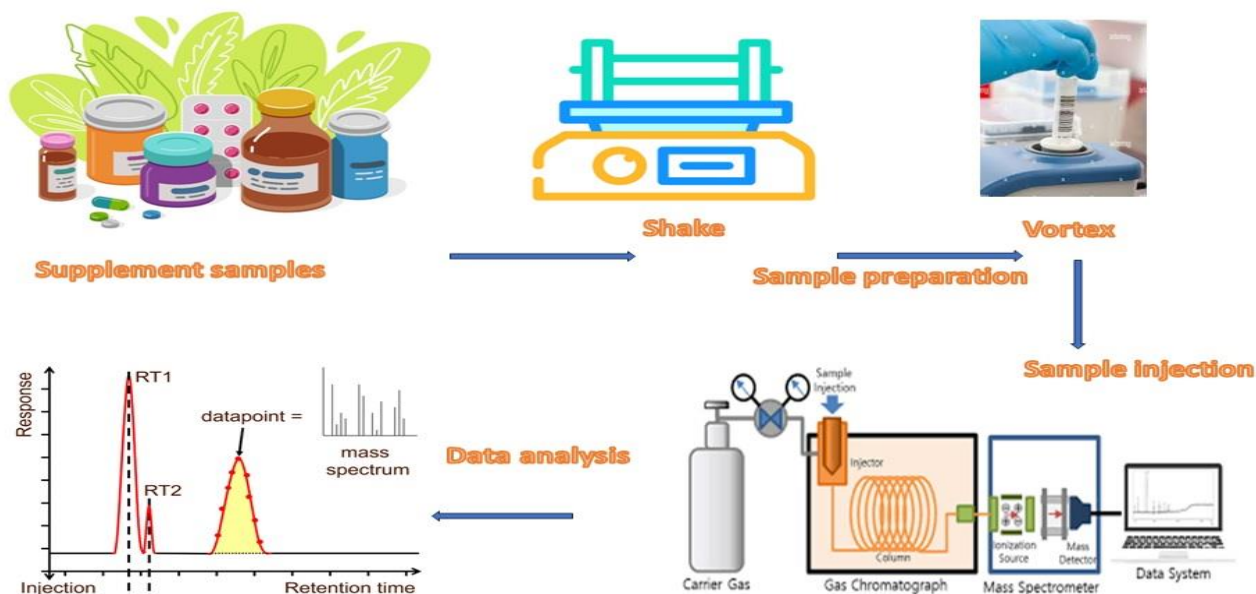 Shake
Vortex
Supplement samples
Sample preparation
Sample injection
Response
RT1
datapoint =
mass
spectrum
RT2
Injection
Retention time
Data analysis
Sample
Injection
Injector
Column
Carrier Gas
Gas Chromatograph
Ionization
Source
Mass
Detector
Mass Spectrometer
Data System